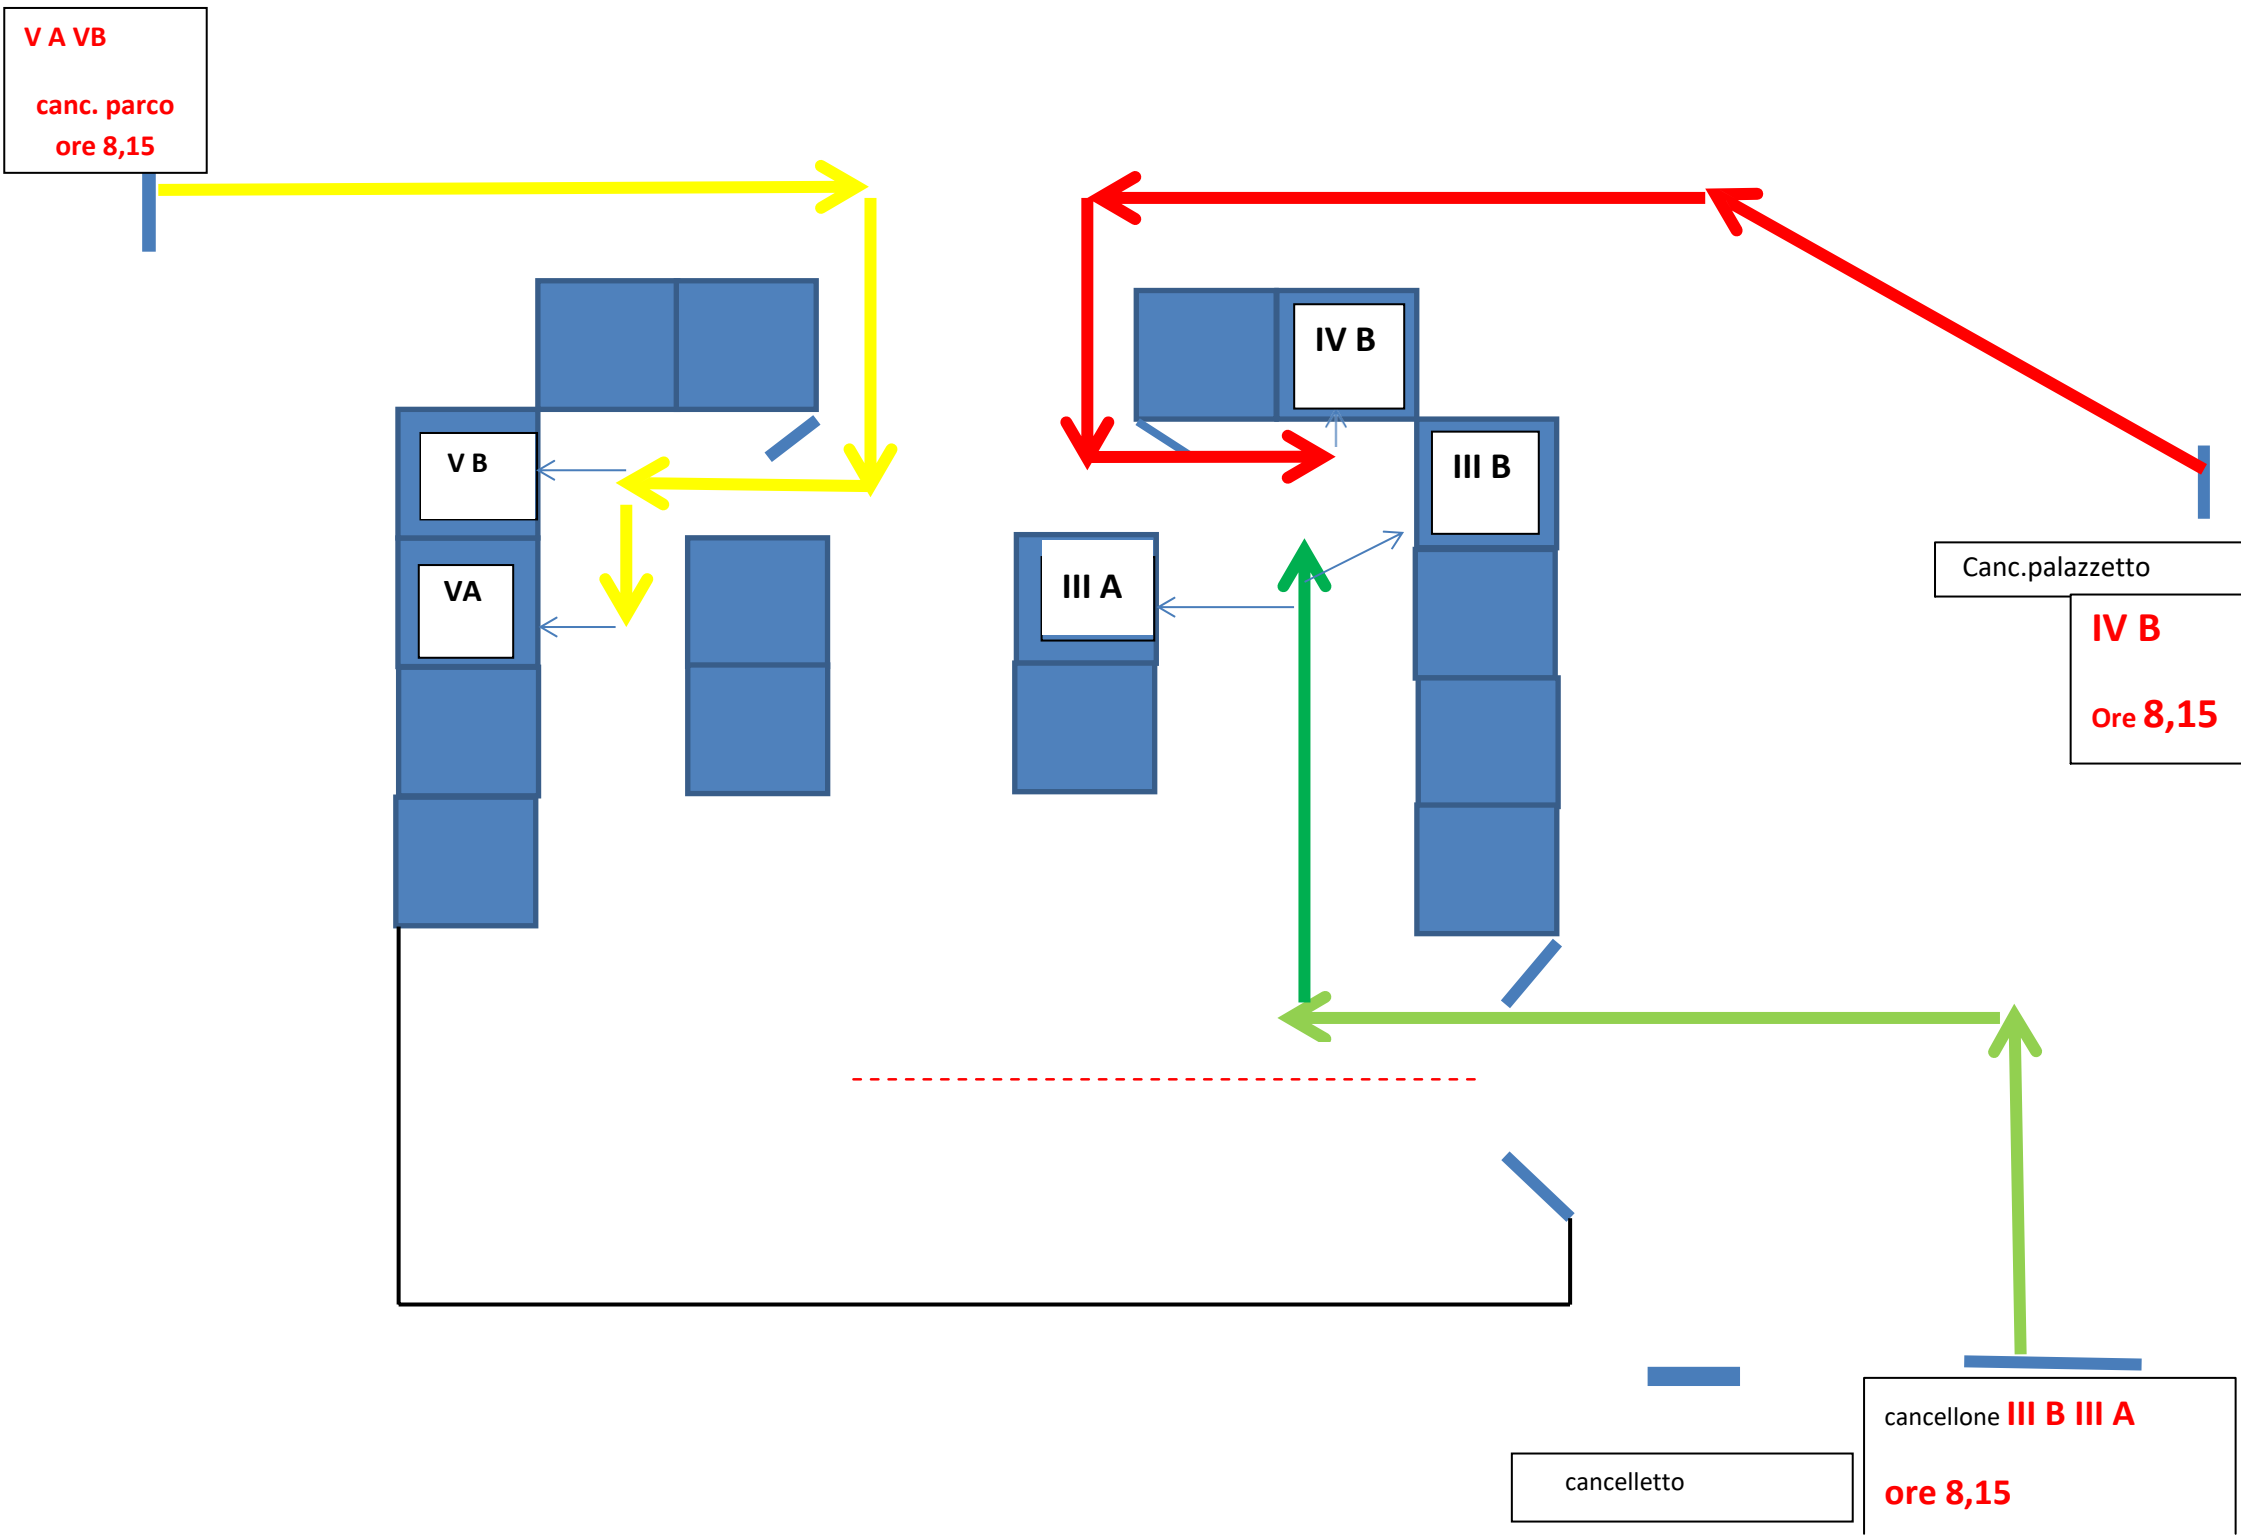 V A VB
canc. parco
ore 8,15
IV B
V B
III B
VA
III A
Canc.palazzetto
IV B
Ore 8,15
cancellone III B III A
ore 8,15
cancelletto